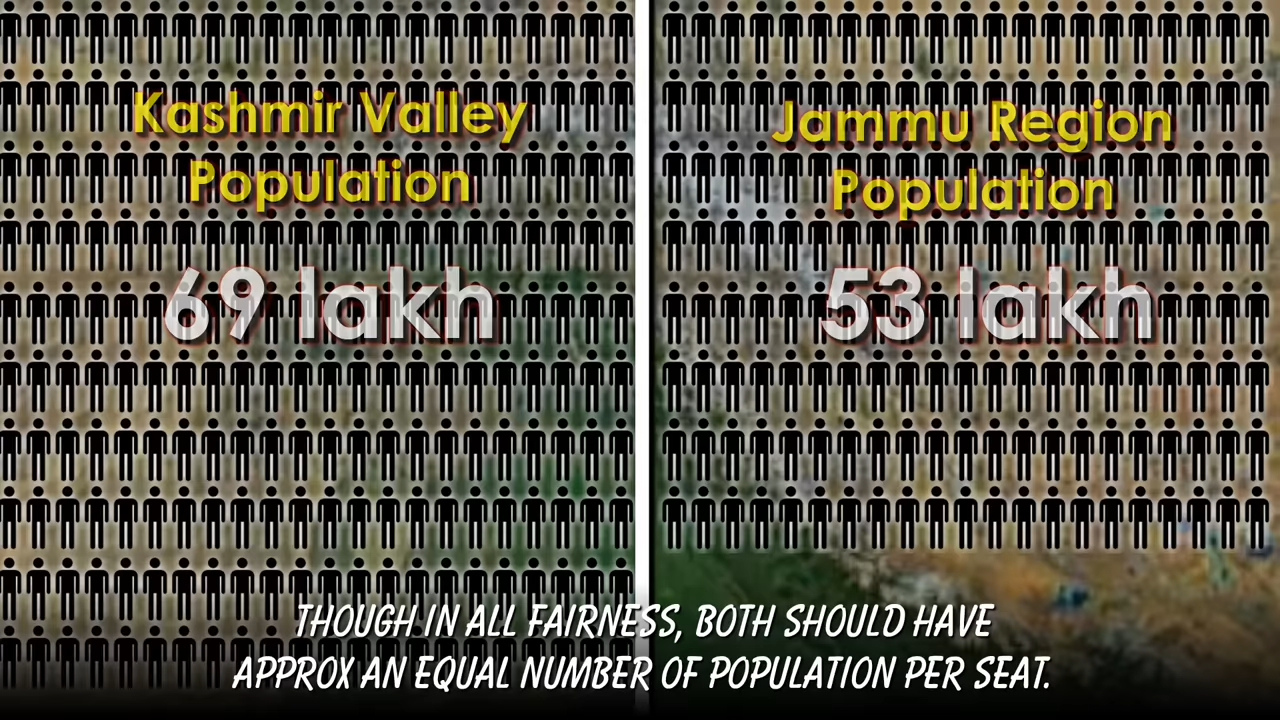 Kashmir Valley
Population
69 lakh
Jammu Region
Population
53 lakh
THOUGH IN ALL FAIRNESS, BOTH SHOULD HAVE
APPROX AN EQUAL NUMBER OF POPULATION PER SEAT.